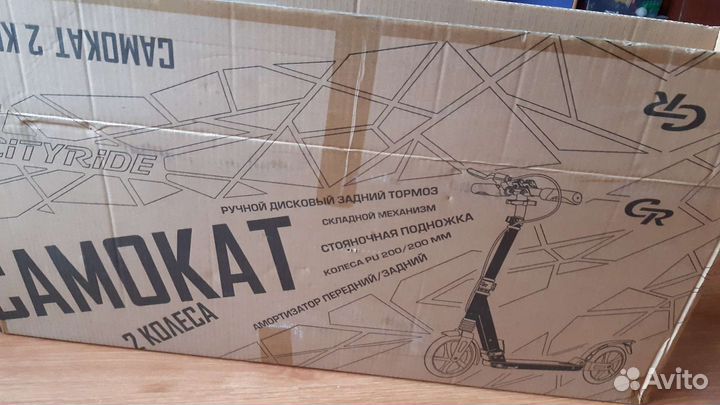 САМОКАТ 2 К
CiTYRiDE
CR
РУЧНОЙ ДИСКОВЫЙ ЗАДНИЙ ТОРМОЗ
СКЛАДНОЙ МЕХАНИЗМ
СТОЯНОЧНАЯ ПОДНОЖКА
КОЛЕСА PU 200/200 ММ
АМОРТИЗАТОР ПЕРЕДНИЙ/ЗАДНИЙ
CR
САМОКАТ
2 КОЛЕСА
Avito